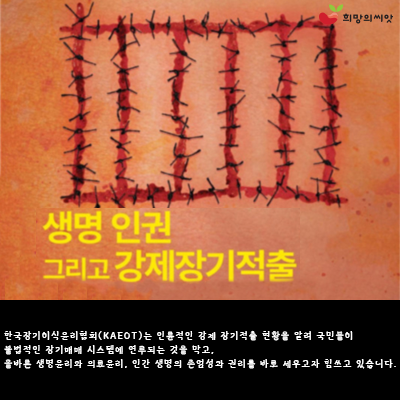 희망의씨앗
생명 인권
그리고 강제장기적출
한국장기이식윤리협회(KAEOT)는 인륜적인 강제 장기적출 현황을 알려 국민들이
불법적인 장기매매 시스템에 연루되는 것을 막고,
올바른 생명윤리와 의료윤리, 인간 생명의 존엄성과 권리를 바로 세우고자 힘쓰고 있습니다.